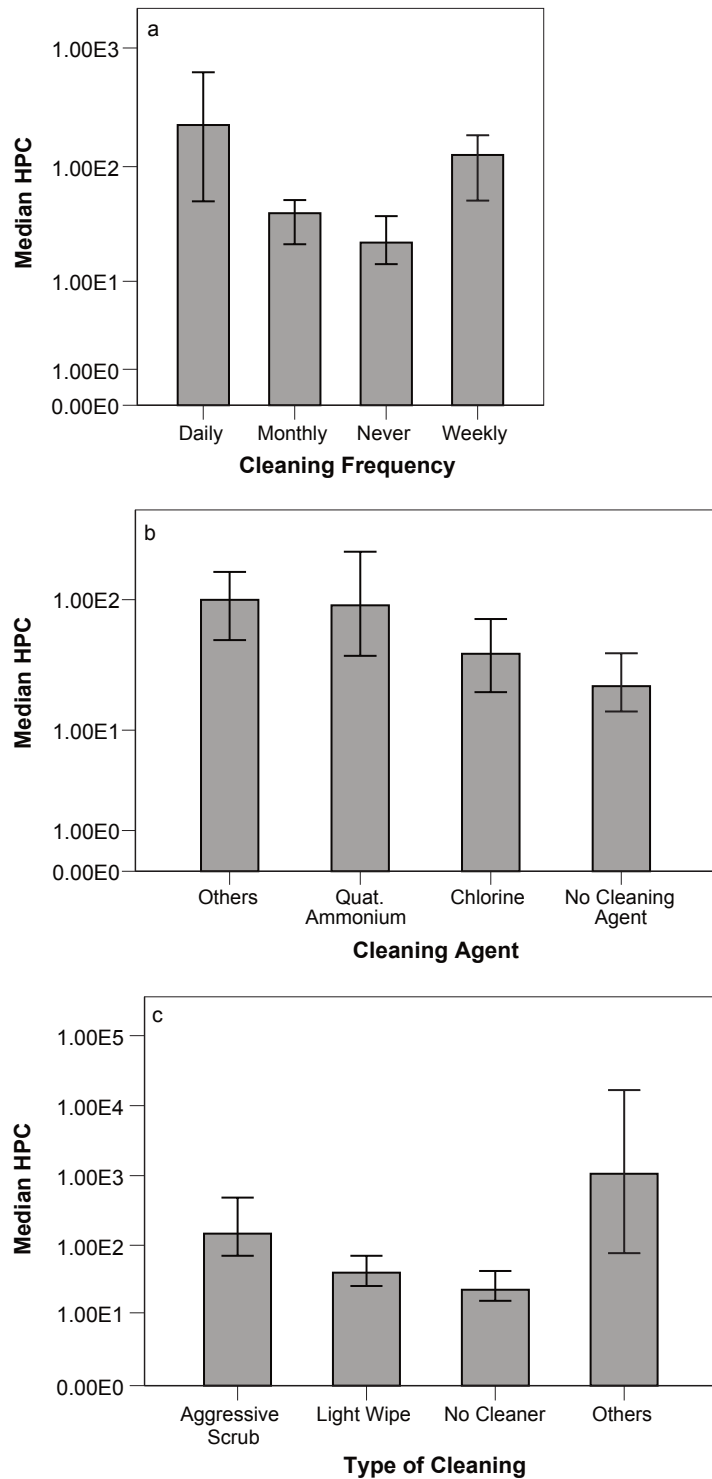 a
1.00E3
1.00E2
1.00E1
1.00E0
0.00E0
Median HPC
Daily Monthly Never Weekly
Cleaning Frequency
b
1.00E2
1.00E1
1.00E0
0.00E0
Median HPC
Others Quat. Chlorine No Cleaning
Ammonium Agent
Cleaning Agent
c
1.00E5
1.00E4
1.00E3
1.00E2
1.00E1
0.00E0
Median HPC
Aggressive Light Wipe No Cleaner Others
Scrub
Type of Cleaning